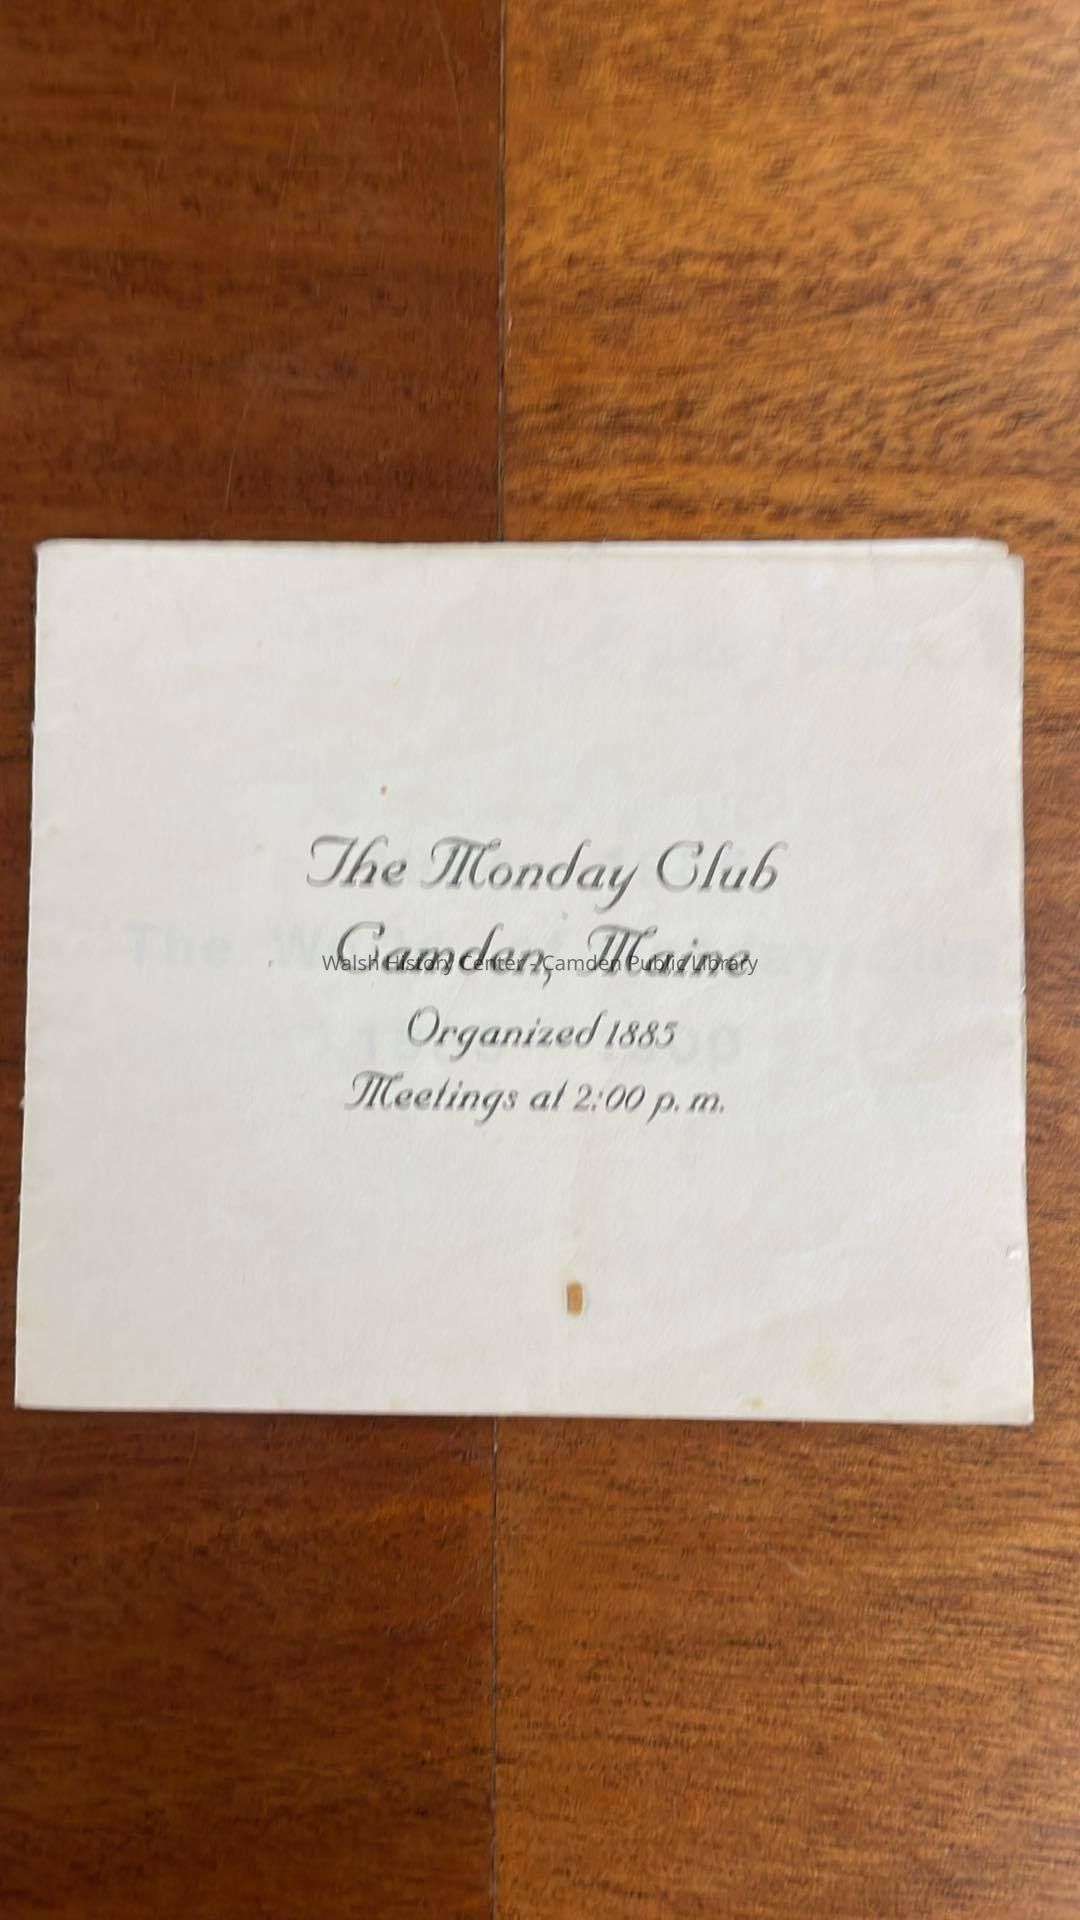 The Monday Club
Camden, Maine
Walsh History Center - Camden Public Library
Organized 1885
Meetings at 2:00 p. m.